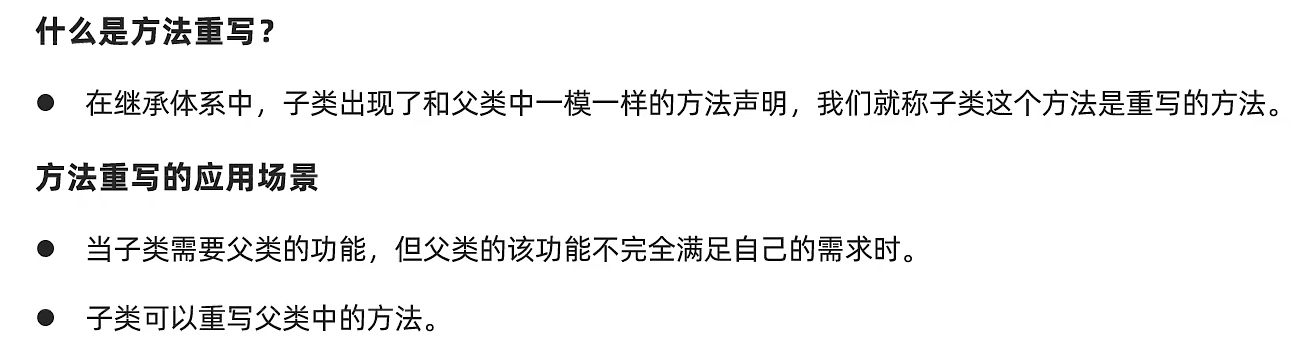 什么是方法重写？
● 在继承体系中，子类出现了和父类中一模一样的方法声明，我们就称子类这个方法是重写的方法。
方法重写的应用场景
● 当子类需要父类的功能，但父类的该功能不完全满足自己的需求时。
● 子类可以重写父类中的方法。